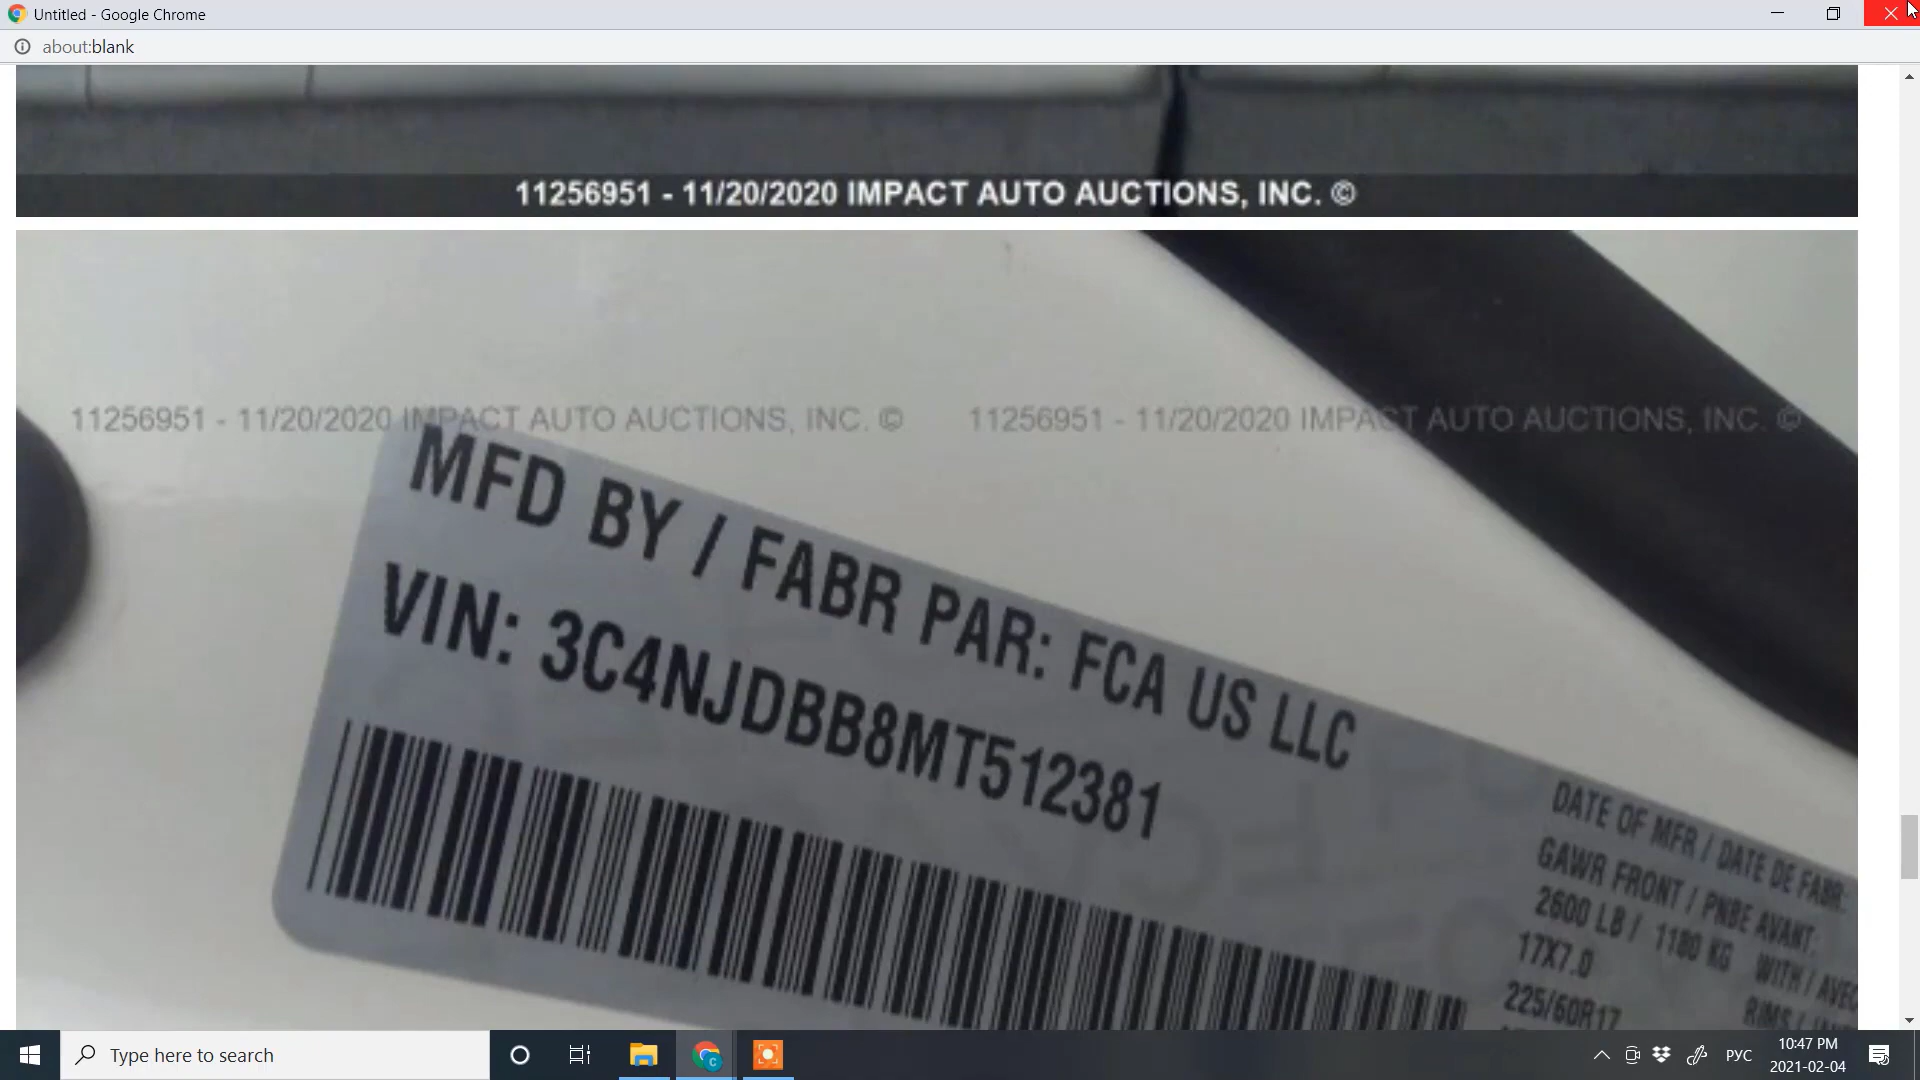 Untitled - Google Chrome
about:blank
11256951 - 11/20/2020 IMPACT AUTO AUCTIONS, INC. ©
11256951 - 11/20/2020 IMPACT AUTO AUCTIONS, INC. © 11256951 - 11/20/2020 IMPACT AUTO AUCTIONS, INC. ©
MFD BY / FABR PAR: FCA US LLC
VIN: 3C4NJDBB8MT512381
DATE OF MFR / DATE DE FABR:
GAWR FRONT / PNBE AVANT:
2600 LB / 1180 KG WITH / AVEC
17X7.0 RIMS /
225/60R17
Type here to search
РУС
10:47 PM
2021-02-04